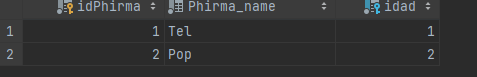 idPhirma Phirma_name idad
1 1 Tel 1
2 2 Pop 2